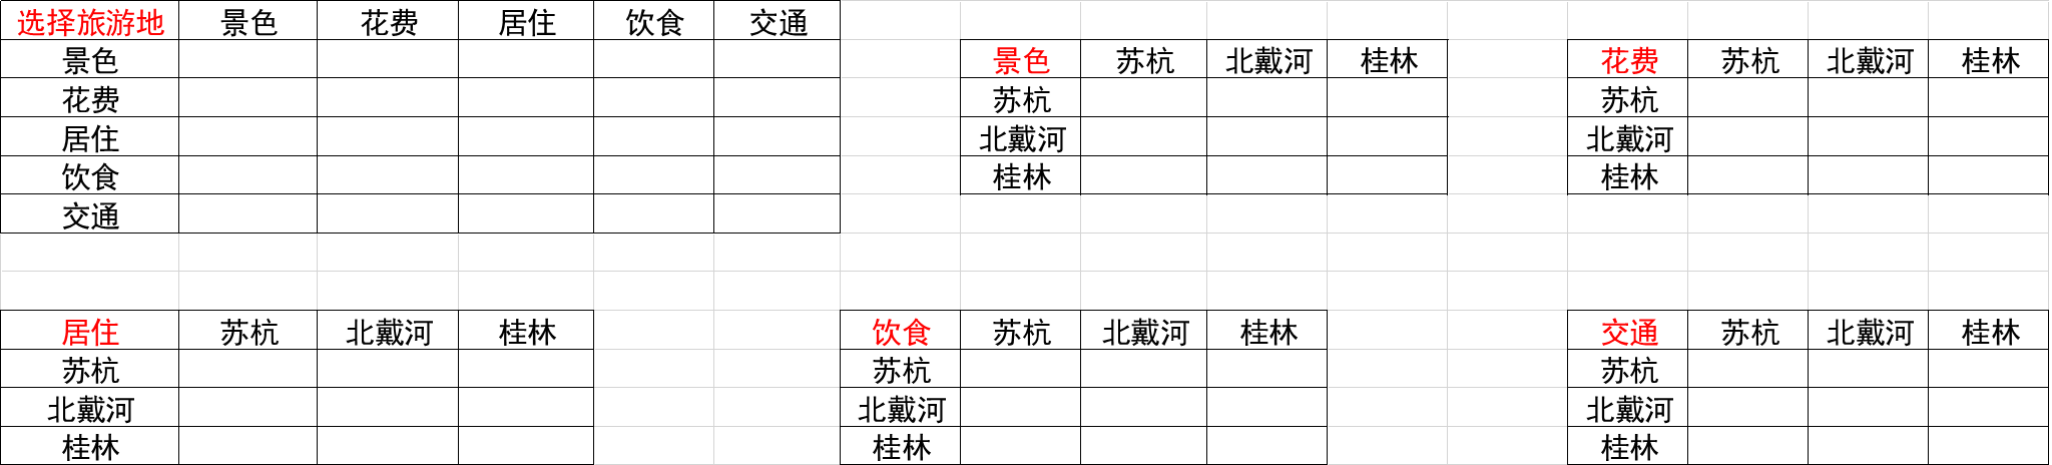 选择旅游地 景色 花费 居住 饮食 交通
景色
花费
居住
饮食
交通
景色 苏杭 北戴河 桂林
苏杭
北戴河
桂林
花费 苏杭 北戴河 桂林
苏杭
北戴河
桂林
居住 苏杭 北戴河 桂林
苏杭
北戴河
桂林
饮食 苏杭 北戴河 桂林
苏杭
北戴河
桂林
交通 苏杭 北戴河 桂林
苏杭
北戴河
桂林